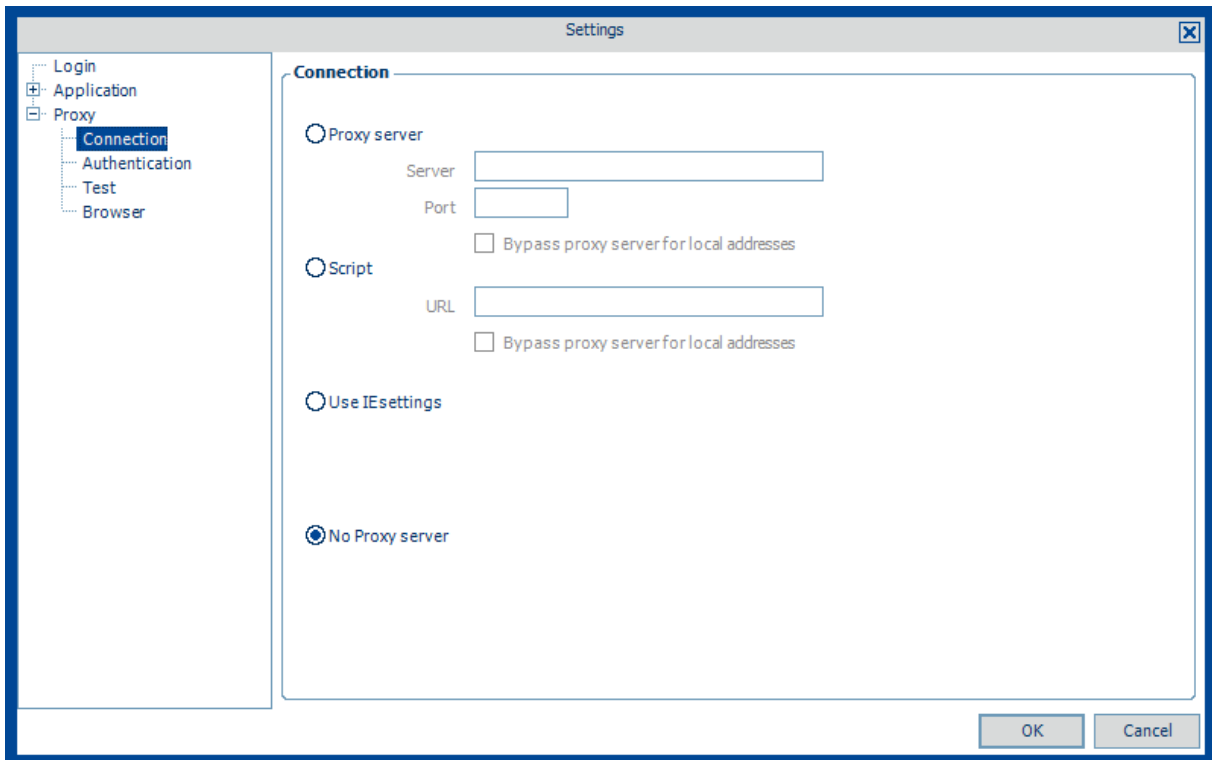 Settings
Login
Application
Proxy
Connection
Authentication
Test
Browser
Connection
Proxy server
Server
Port
Bypass proxy server for local addresses
Script
URL
Bypass proxy server for local addresses
Use IEsettings
No Proxy server
OK
Cancel